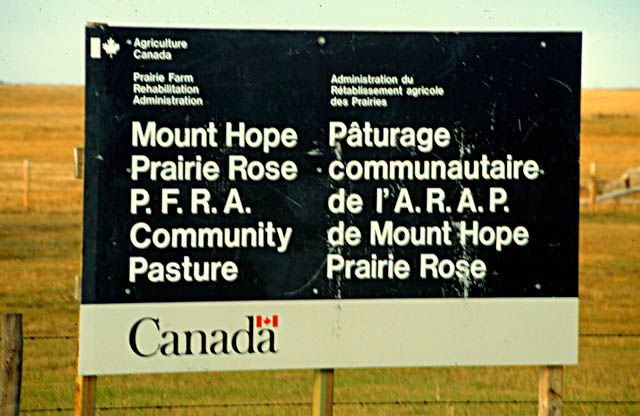 Agriculture
Canada
Prairie Farm
Rehabilitation
Administration
Mount Hope
Prairie Rose
P. F. R. A.
Community
Pasture
Administration du
Rétablissement agricole
des Prairies
Pâturage
communautaire
de l'A. R. A. P.
de Mount Hope
Prairie Rose
Canada